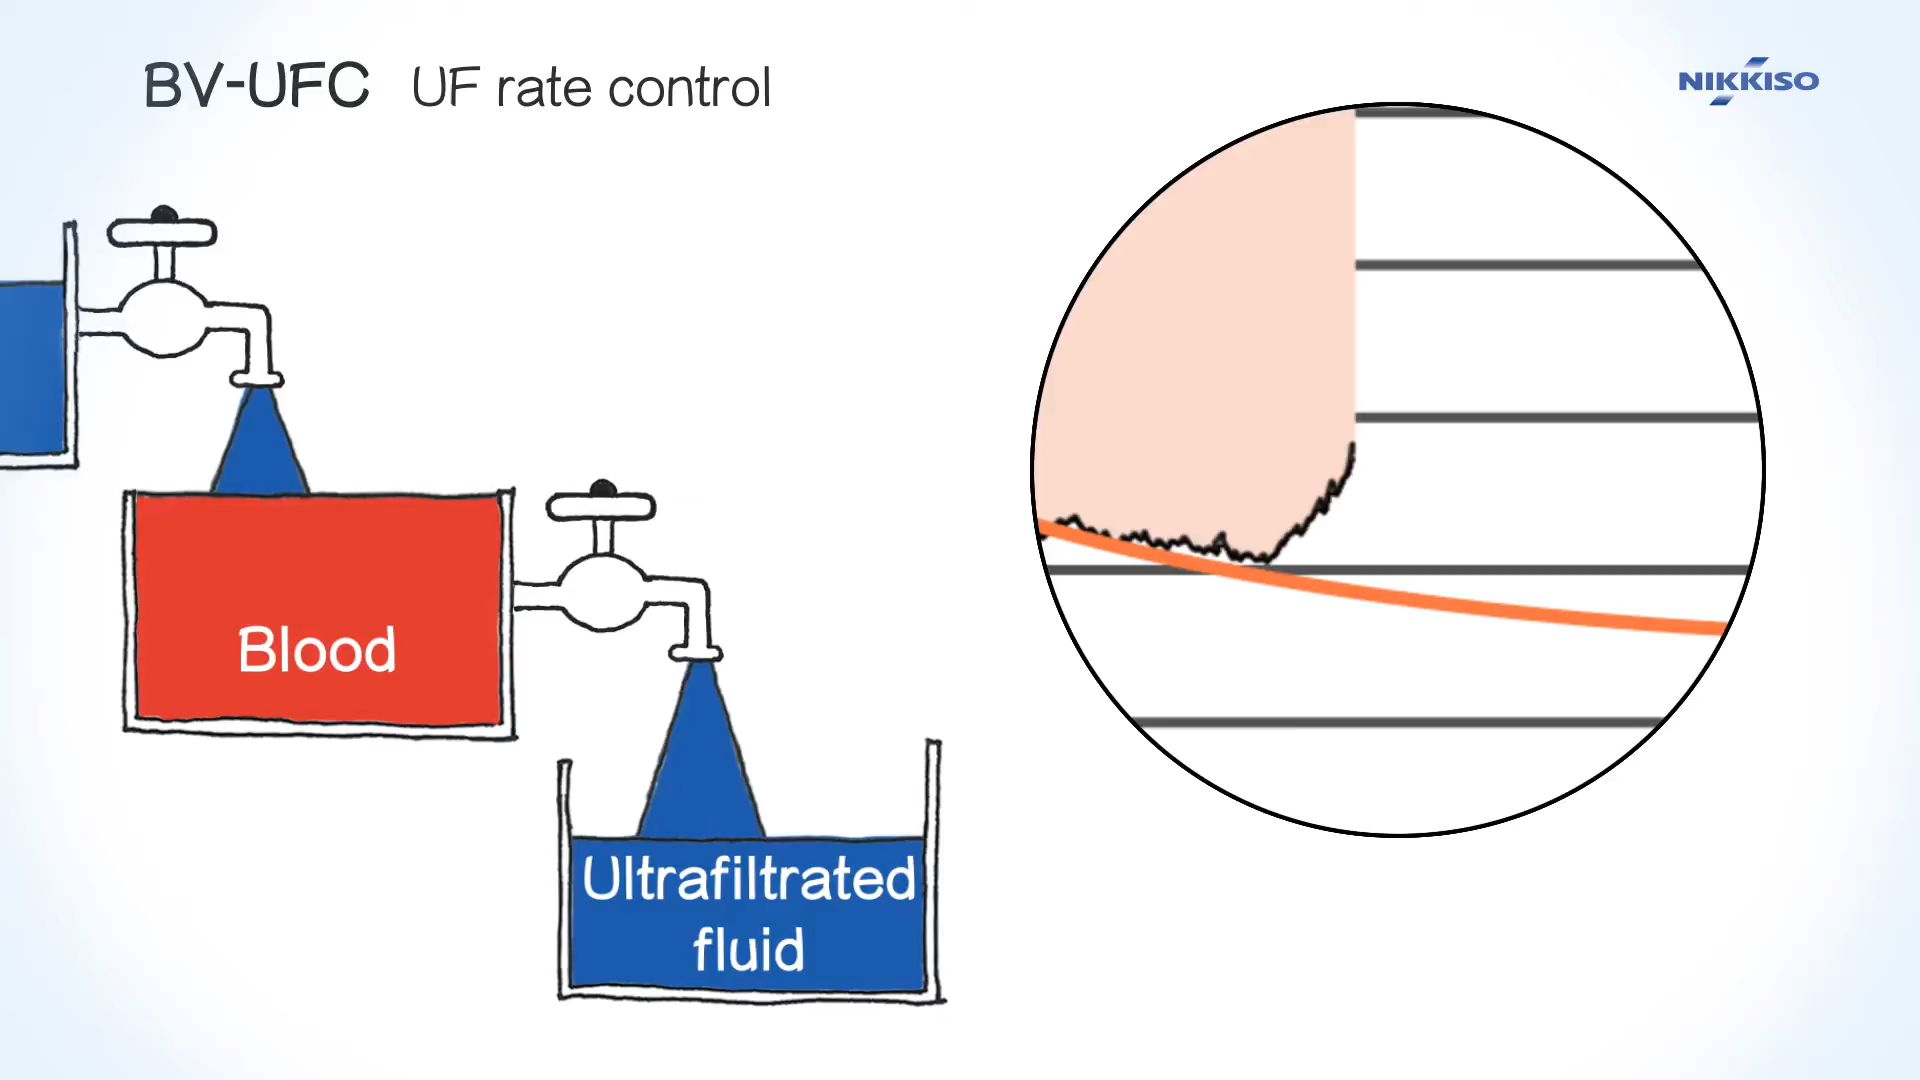 BV-UFC UF rate control
NIKKISO
Blood
Ultrafiltrated
fluid